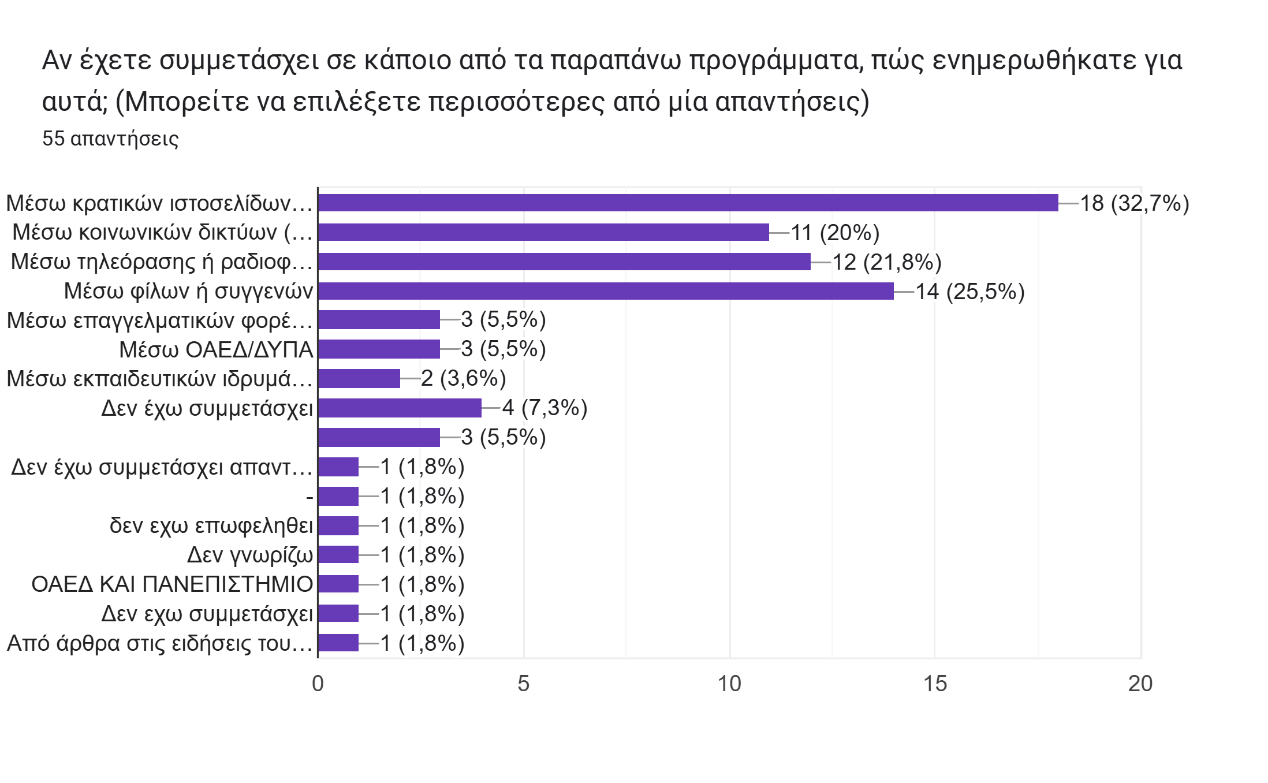 Αν έχετε συμμετάσχει σε κάποιο από τα παραπάνω προγράμματα, πώς ενημερωθήκατε για
αυτά; (Μπορείτε να επιλέξετε περισσότερες από μία απαντήσεις)
55 απαντήσεις
Μέσω κρατικών ιστοσελίδων… 18 (32,7%)
Μέσω κοινωνικών δικτύων (… 11 (20%)
Μέσω τηλεόρασης ή ραδιοφ… 12 (21,8%)
Μέσω φίλων ή συγγενών 14 (25,5%)
Μέσω επαγγελματικών φορέ… 3 (5,5%)
Μέσω ΟΑΕΔ/ΔΥΠΑ 3 (5,5%)
Μέσω εκπαιδευτικών ιδρυμά… 2 (3,6%)
Δεν έχω συμμετάσχει 4 (7,3%)
3 (5,5%)
Δεν έχω συμμετάσχει απαντ… 1 (1,8%)
- 1 (1,8%)
δεν εχω επωφεληθει 1 (1,8%)
Δεν γνωρίζω 1 (1,8%)
ΟΑΕΔ ΚΑΙ ΠΑΝΕΠΙΣΤΗΜΙΟ 1 (1,8%)
Δεν εχω συμμετάσχει 1 (1,8%)
Από άρθρα στις ειδήσεις του… 1 (1,8%)
0 5 10 15 20